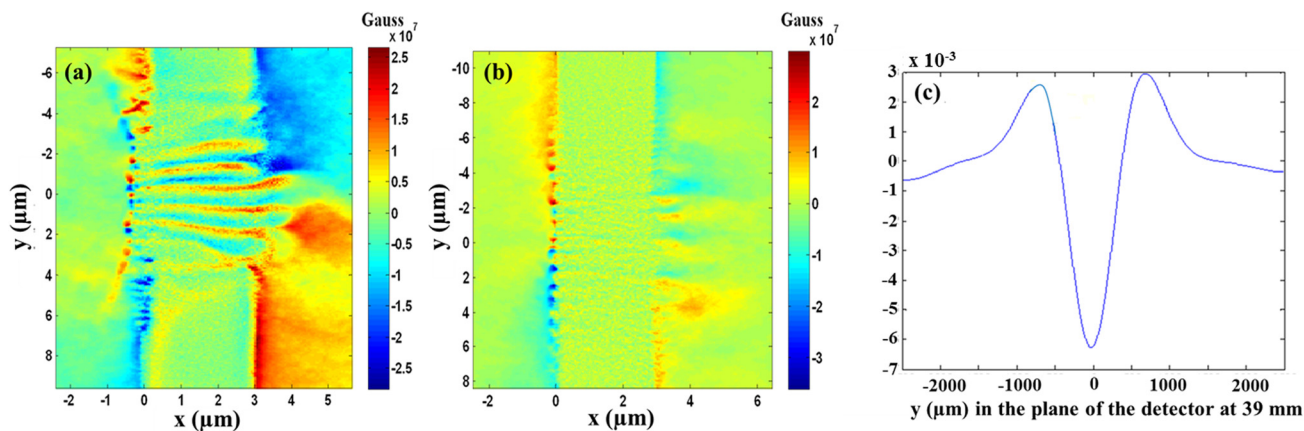 Gauss
x 10⁷
(a)
-6
-4
-2
0
2
4
6
8
y (µm)
-2 -1 0 1 2 3 4 5
x (µm)
2.5
2
1.5
1
0.5
0
-0.5
-1
-1.5
-2
-2.5
Gauss
x 10⁷
(b)
-10
-8
-6
-4
-2
0
2
4
6
8
y (µm)
-2 0 2 4 6
x (µm)
2
1
0
-1
-2
-3
x 10⁻³
(c)
3
2
1
0
-1
-2
-3
-4
-5
-6
-7
-2000 -1000 0 1000 2000
y (µm) in the plane of the detector at 39 mm